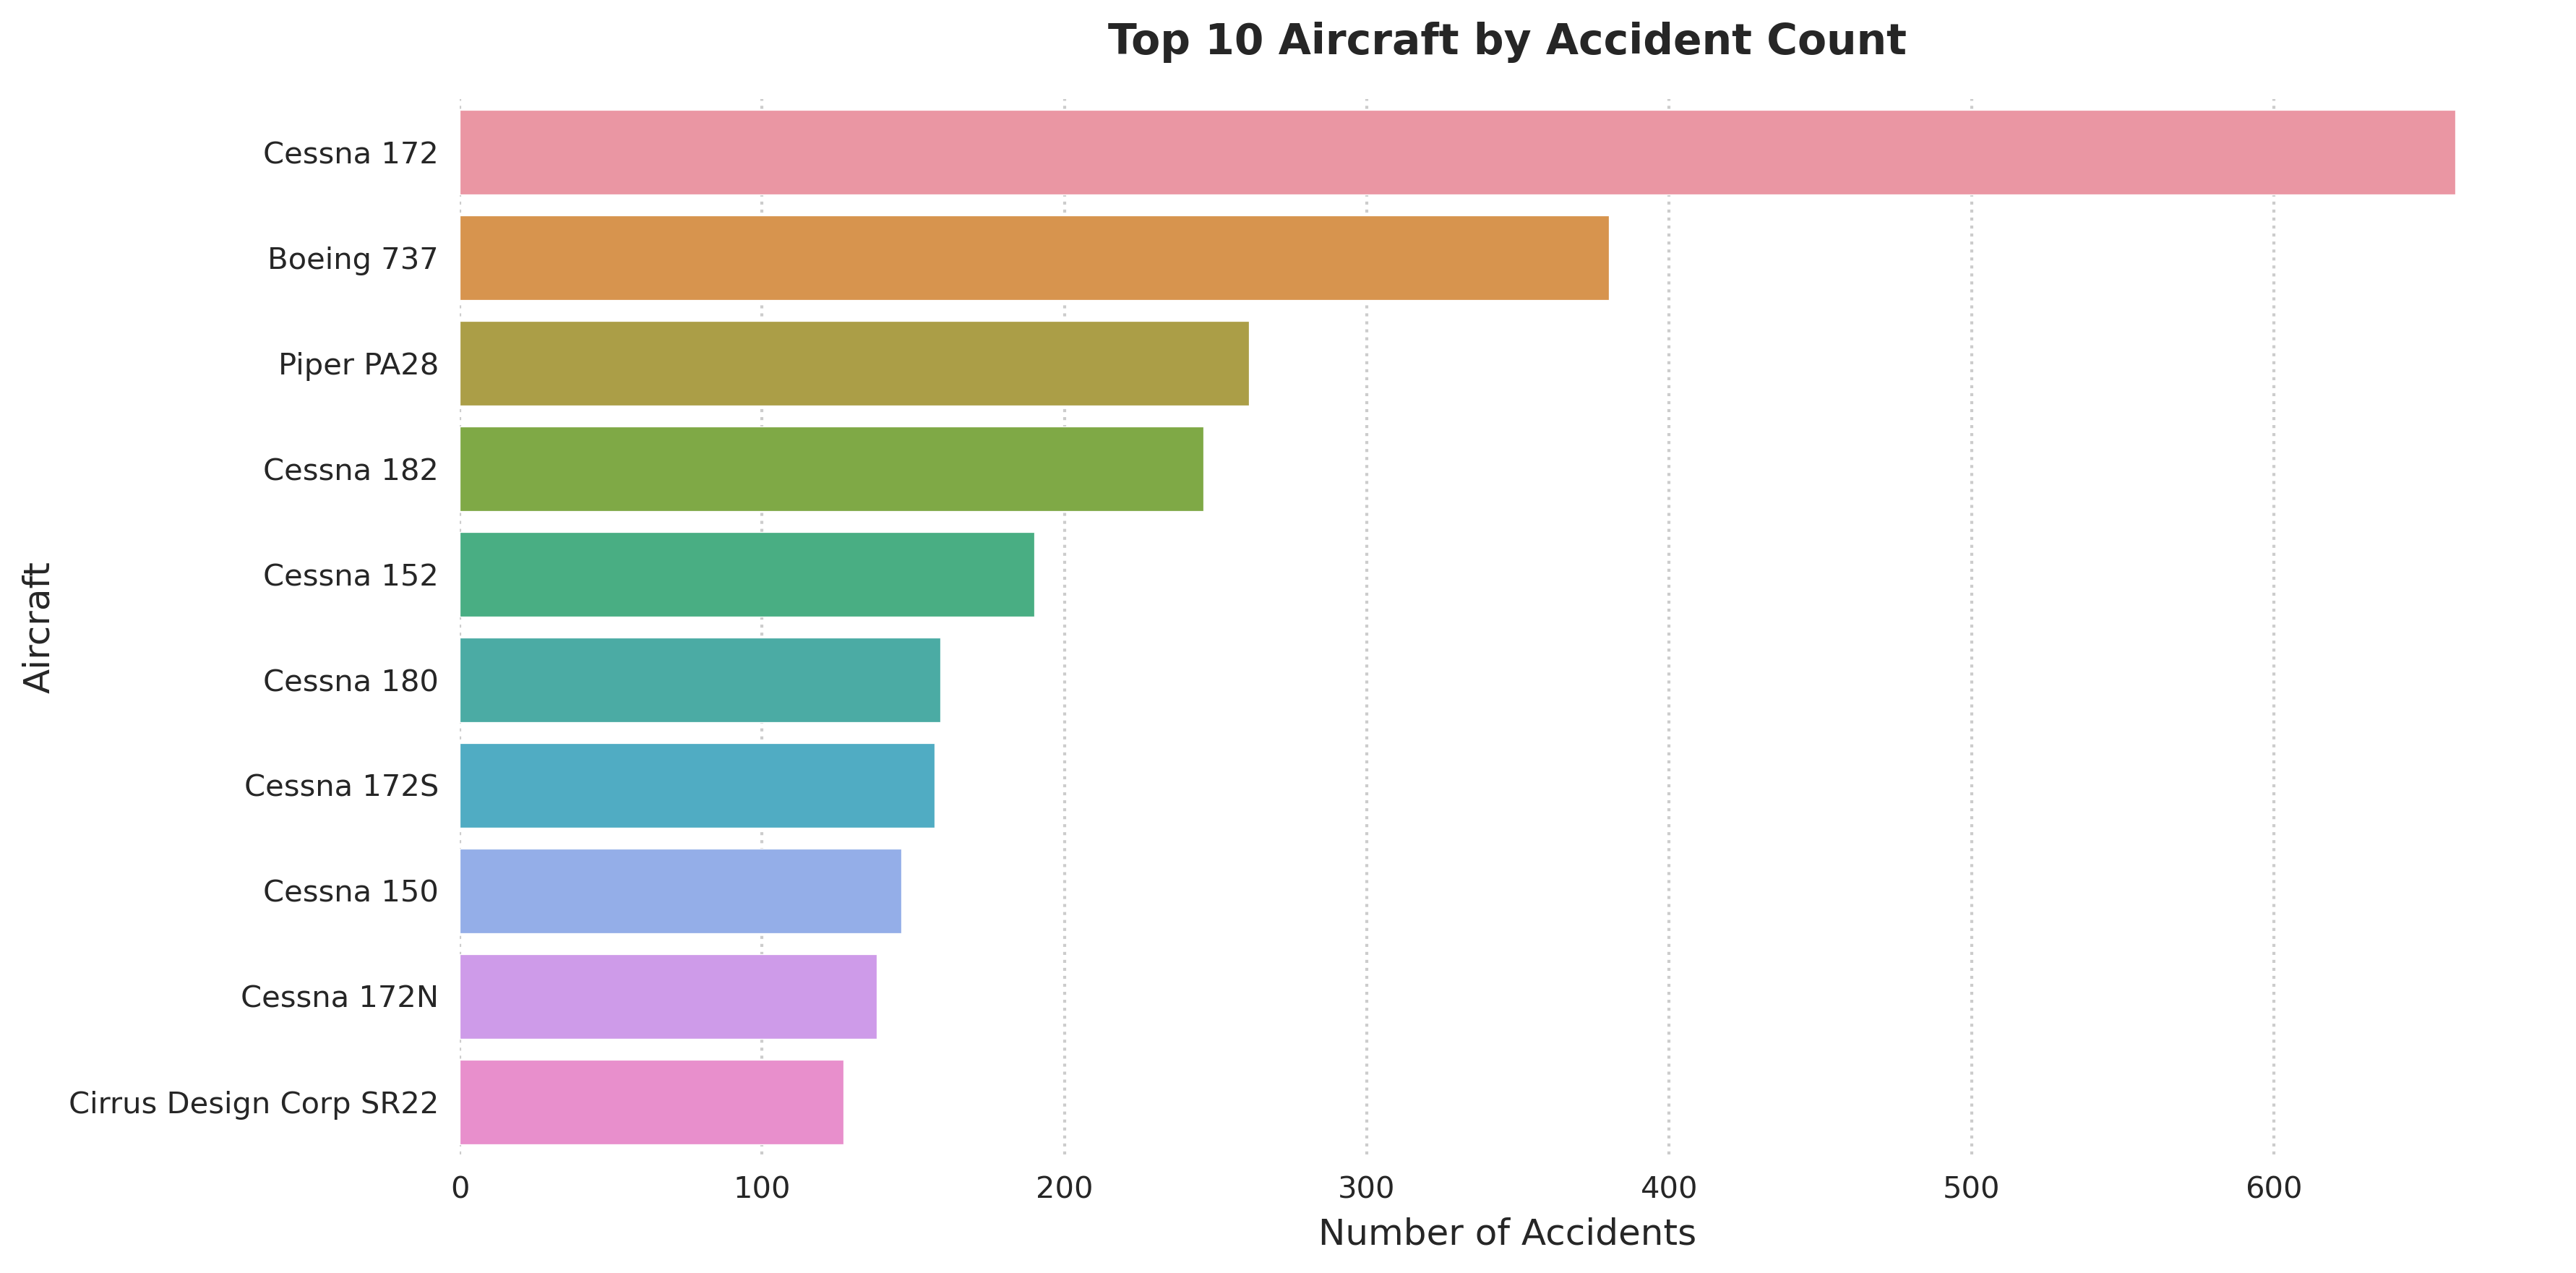 Top 10 Aircraft by Accident Count
Aircraft
Cessna 172
Boeing 737
Piper PA28
Cessna 182
Cessna 152
Cessna 180
Cessna 172S
Cessna 150
Cessna 172N
Cirrus Design Corp SR22
0 100 200 300 400 500 600
Number of Accidents